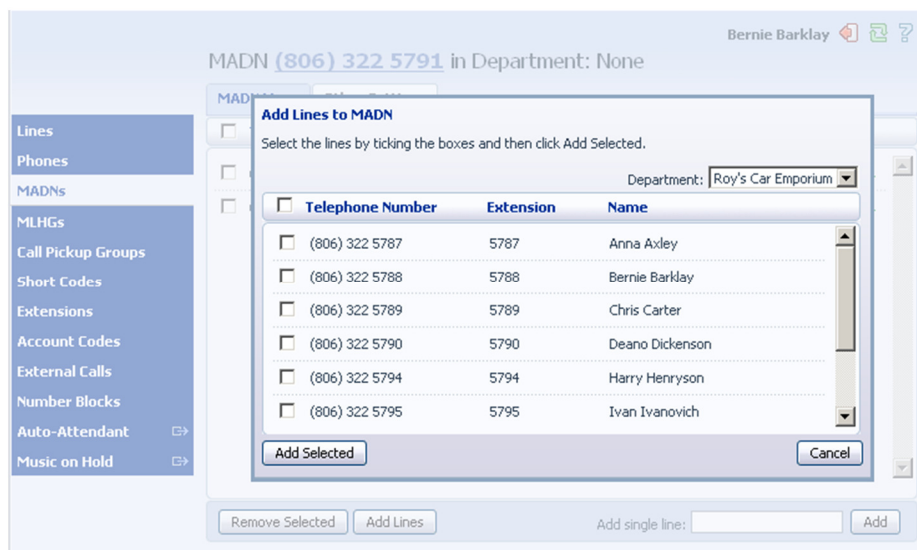 Bernie Barklay
MADN (806) 322 5791 in Department: None
MADN
Add Lines to MADN
Select the lines by ticking the boxes and then click Add Selected.
Department: Roy's Car Emporium
Telephone Number Extension Name
(806) 322 5787 5787 Anna Axley
(806) 322 5788 5788 Bernie Barklay
(806) 322 5789 5789 Chris Carter
(806) 322 5790 5790 Deano Dickenson
(806) 322 5794 5794 Harry Henryson
(806) 322 5795 5795 Ivan Ivanovich
Add Selected Cancel
Lines
Phones
MADNs
MLHGs
Call Pickup Groups
Short Codes
Extensions
Account Codes
External Calls
Number Blocks
Auto-Attendant
Music on Hold
Remove Selected Add Lines Add single line: Add